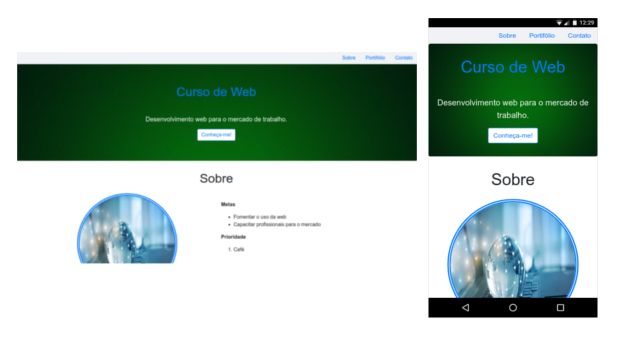 Sobre Portfólio Contato
Curso de Web
Desenvolvimento web para o mercado de trabalho.
Conheça-me!
Sobre
Metas
Fomentar o uso da web
Capacitar profissionais para o mercado
Prioridade
1. Café
12:29
Sobre Portfólio Contato
Curso de Web
Desenvolvimento web para o mercado de
trabalho.
Conheça-me!
Sobre